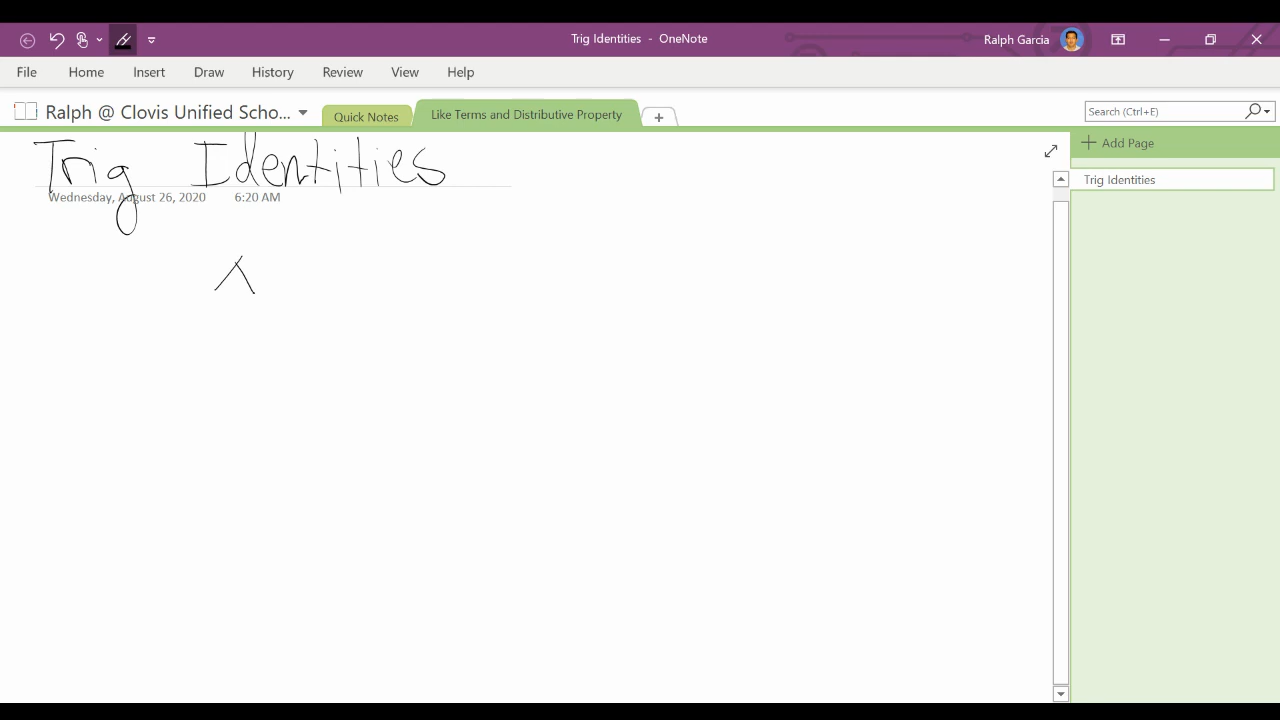 Trig Identities - OneNote
Ralph Garcia
File Home Insert Draw History Review View Help
Ralph @ Clovis Unified Scho...
Quick Notes
Like Terms and Distributive Property
Search (Ctrl+E)
Add Page
Trig Identities
Trig Identities
Wednesday, August 26, 2020 6:20 AM